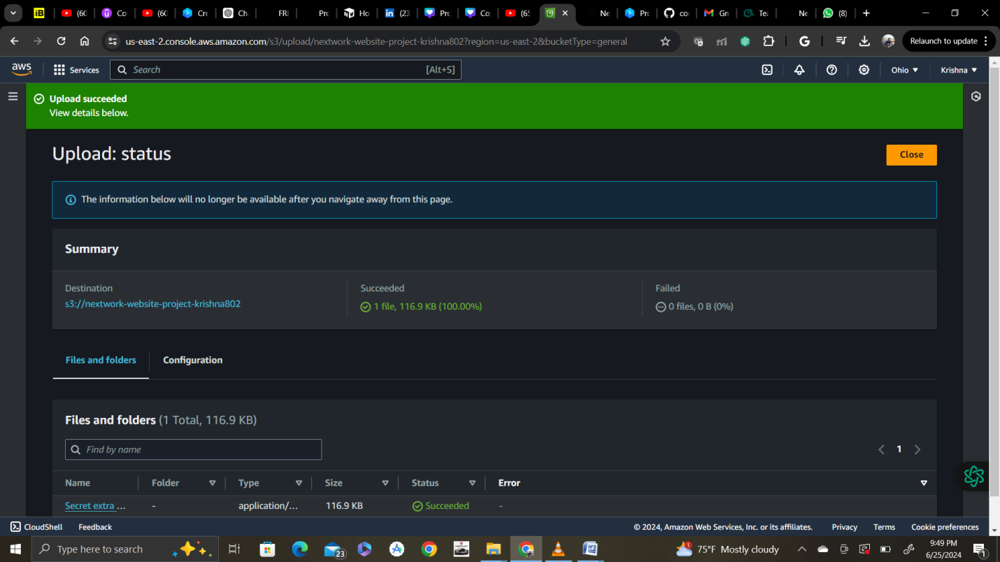 iB (60 Co (60 Cre Ch FRI Pro Ho in (23 Pro Co (65 Ne Pro co Gr Tea Ne (8)
us-east-2.console.aws.amazon.com/s3/upload/nextwork-website-project-krishna802?region=us-east-2&bucketType=general G Relaunch to update
aws Services Search [Alt+S] Ohio Krishna
Upload succeeded
View details below.
Upload: status
Close
The information below will no longer be available after you navigate away from this page.
Summary
Destination Succeeded Failed
s3://nextwork-website-project-krishna802 1 file, 116.9 KB (100.00%) 0 files, 0 B (0%)
Files and folders Configuration
Files and folders (1 Total, 116.9 KB)
Find by name 1
Name Folder Type Size Status Error
Secret extra ... - application/... 116.9 KB Succeeded -
CloudShell Feedback © 2024, Amazon Web Services, Inc. or its affiliates. Privacy Terms Cookie preferences
Type here to search 23 W 1 75°F Mostly cloudy 9:49 PM 1
6/25/2024